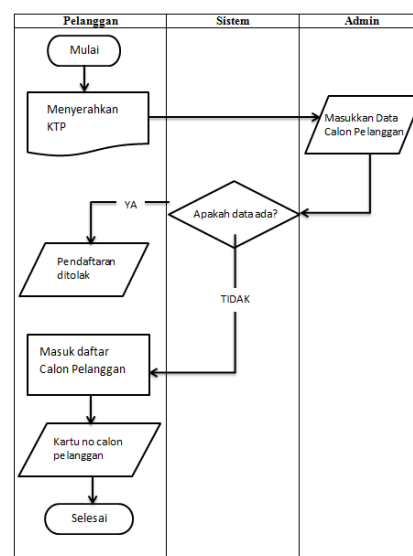 Pelanggan
Sistem
Admin
Mulai
Menyerahkan
KTP
Masukkan Data
Calon Pelanggan
Apakah data ada?
YA
Pendaftaran
ditolak
TIDAK
Masuk daftar
Calon Pelanggan
Kartu no calon
pelanggan
Selesai